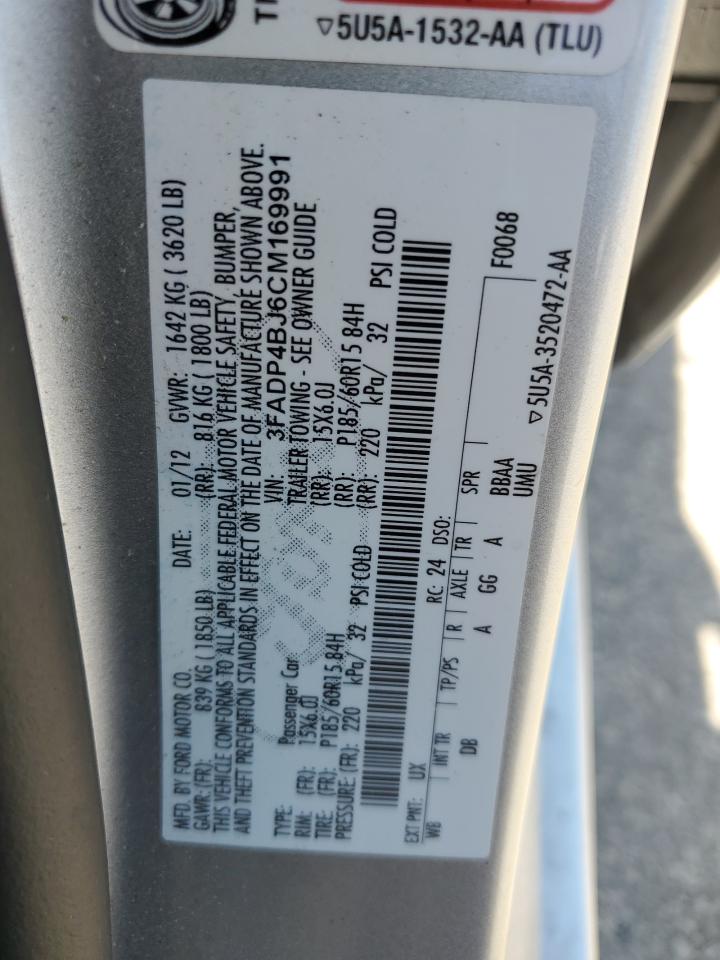 TR
▽5U5A-1532-AA (TLU)
MFD. BY FORD MOTOR CO. DATE: 01/12 GVWR: 1642 KG ( 3620 LB)
GAWR: (FR): 839 KG (1850 LB) (RR): 816 KG (1800 LB)
THIS VEHICLE CONFORMS TO ALL APPLICABLE FEDERAL MOTOR VEHICLE SAFETY, BUMPER,
AND THEFT PREVENTION STANDARDS IN EFFECT ON THE DATE OF MANUFACTURE SHOWN ABOVE.
VIN: 3FADP4BJ6CM169991
TYPE: Passenger Car TRAILER TOWING - SEE OWNER GUIDE
RIM: (FR): 15X6.0J (RR): 15X6.0J
TIRE: (FR): P185/60R15 84H (RR): P185/60R15 84H
PRESSURE: (FR): 220 kPa/ 32 PSI COLD (RR): 220 kPa/ 32 PSI COLD
EXT PNT: UX RC: 24 DSO:
WB INT TR TP/PS R AXLE TR SPR
DB A GG A BBAA F0068
UMU
▽5U5A-3520472-AA